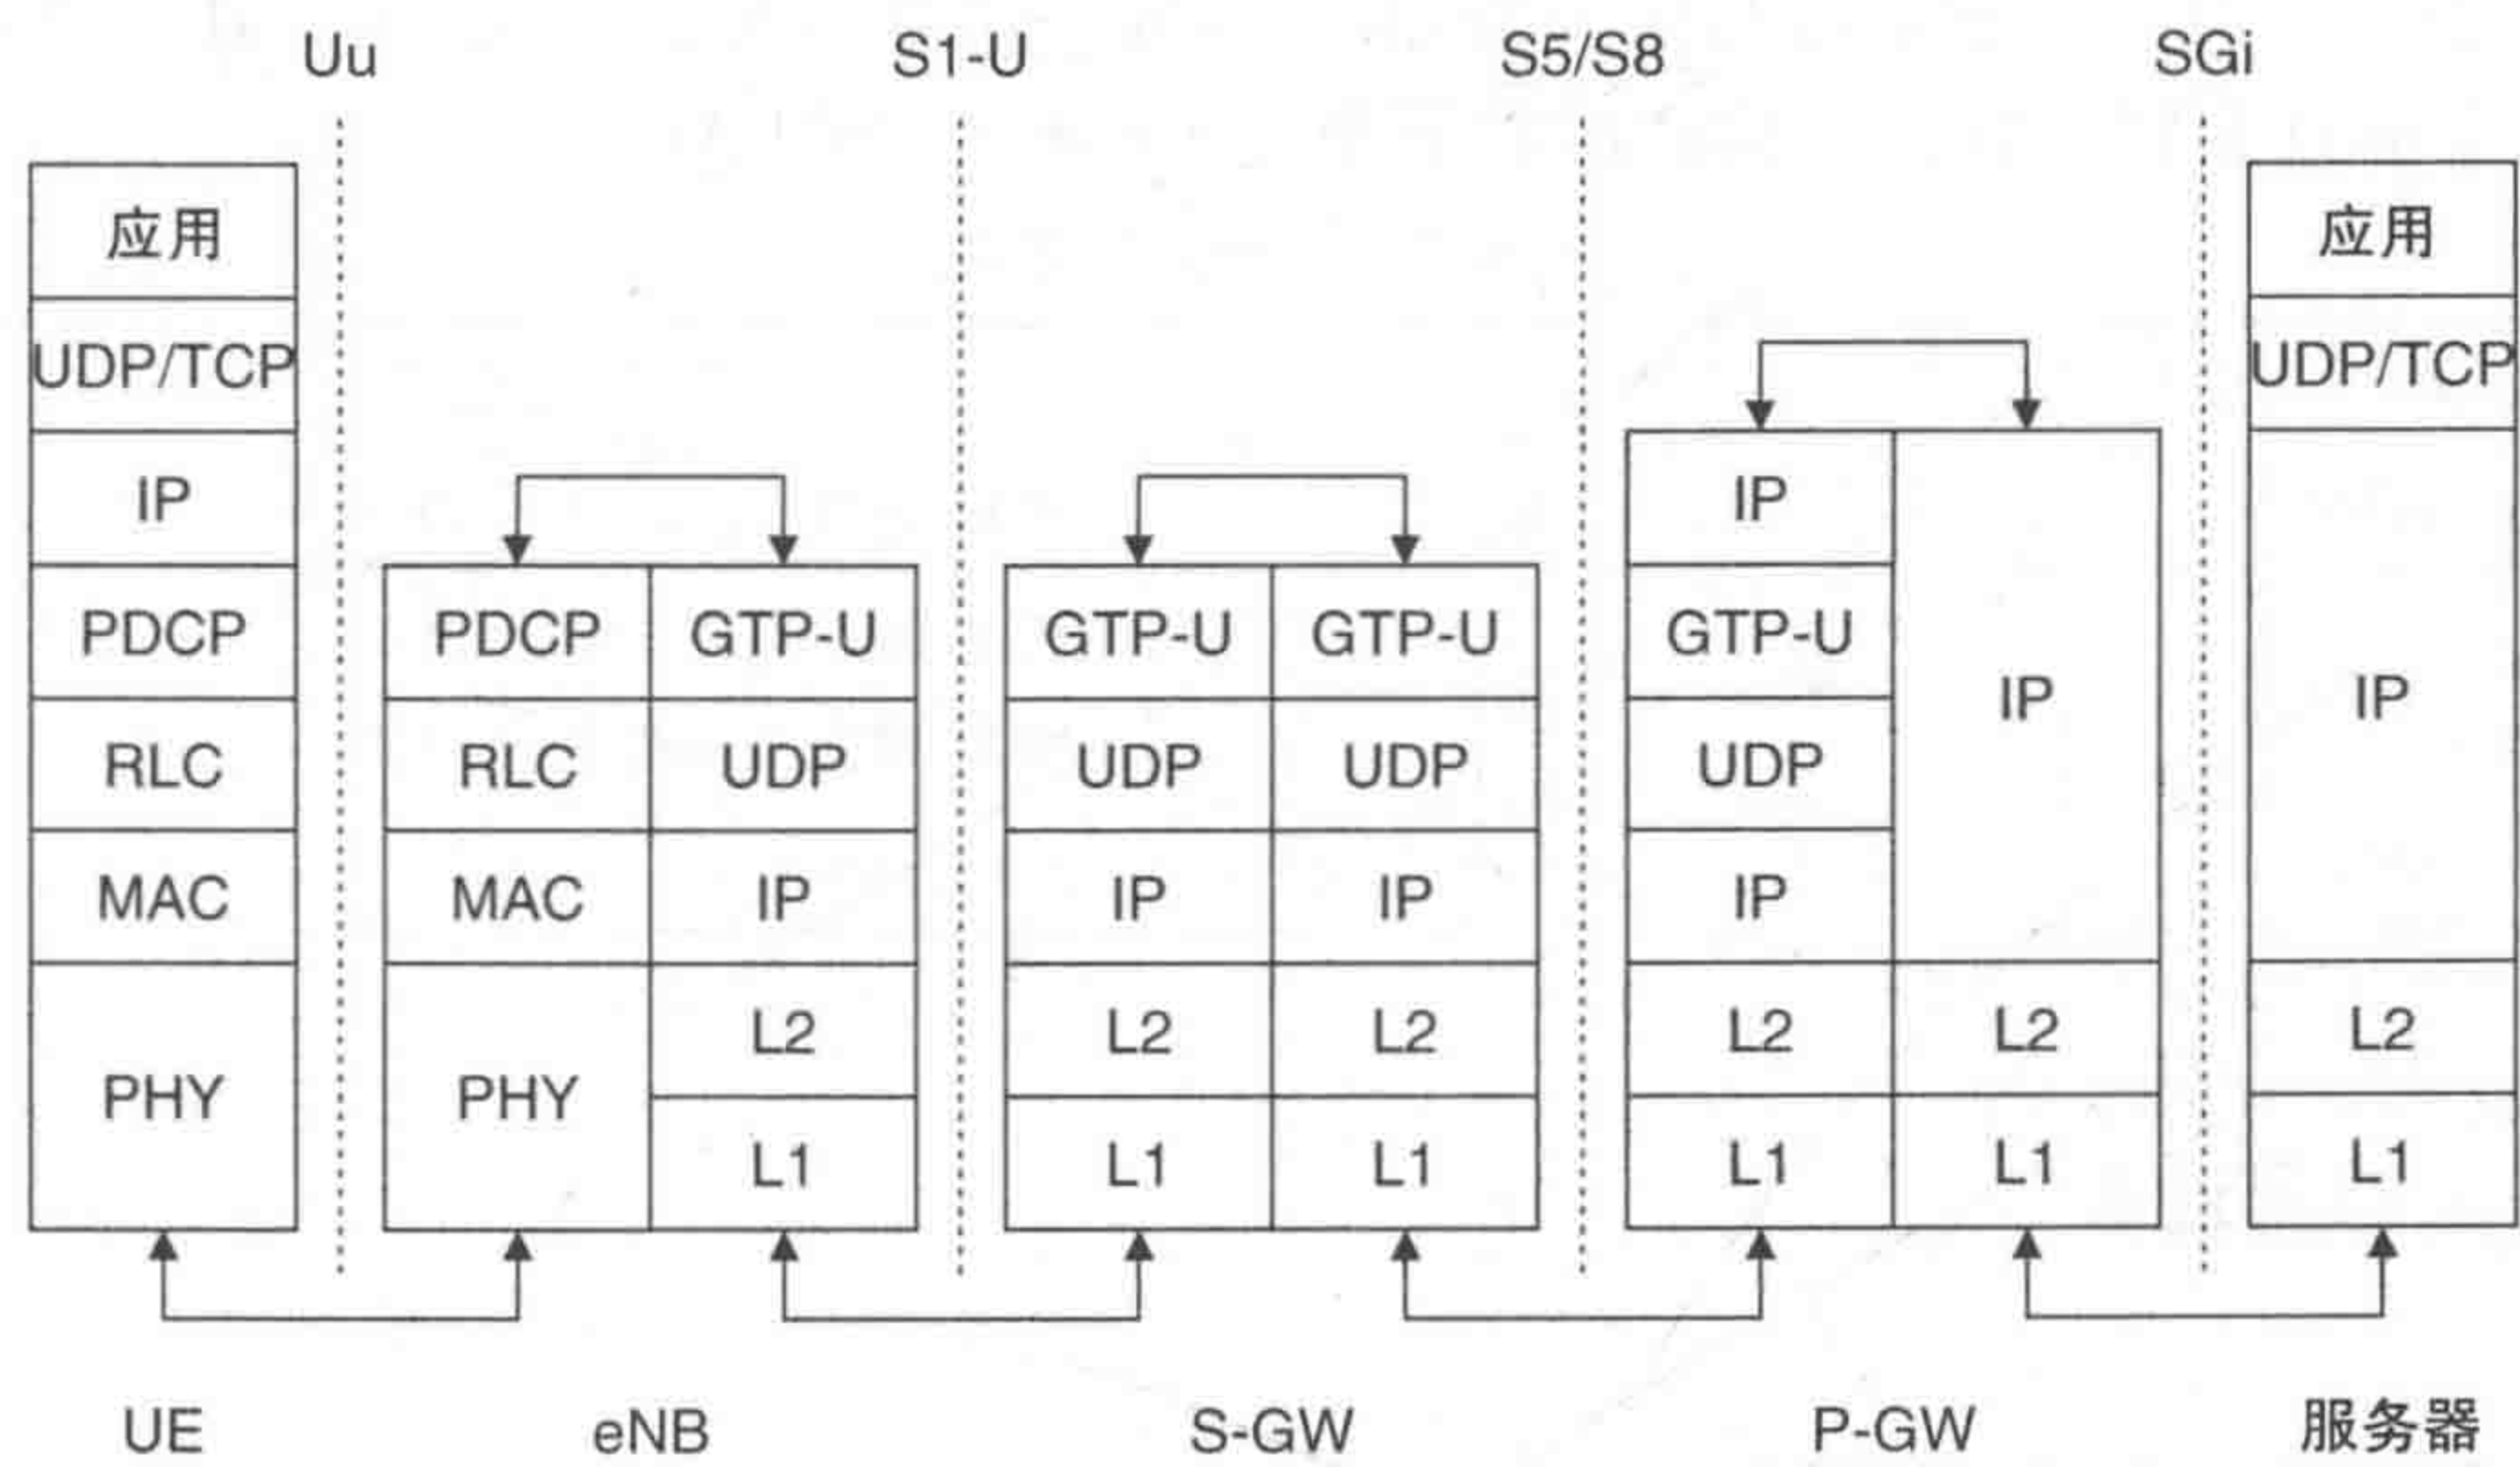 Uu S1-U S5/S8 SGi
应用 应用
UDP/TCP UDP/TCP
IP IP
PDCP PDCP GTP-U GTP-U GTP-U GTP-U IP IP
RLC RLC UDP UDP UDP UDP
MAC MAC IP IP IP IP
L2 L2 L2 L2 L2 L2
PHY PHY
L1 L1 L1 L1 L1 L1
UE eNB S-GW P-GW 服务器